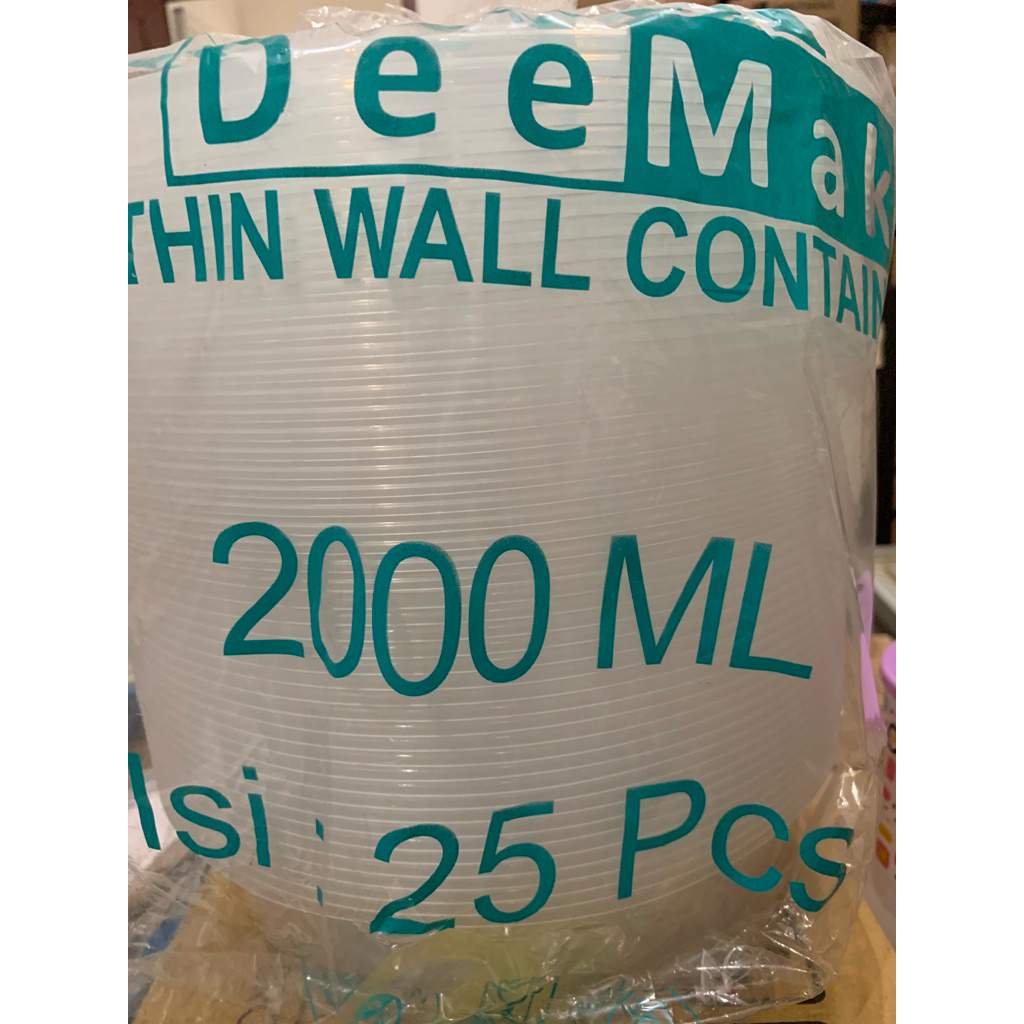 DeeMak
THIN WALL CONTAIN
2000 ML
Isi : 25 Pcs